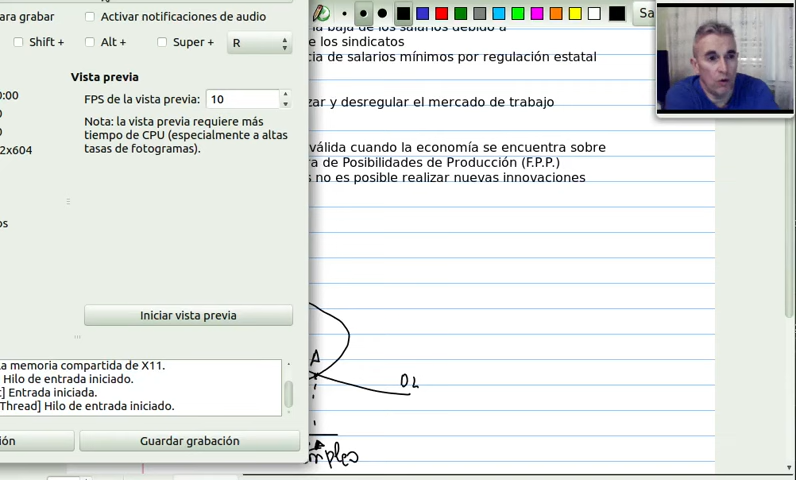 ara grabar
Activar notificaciones de audio
Shift +
Alt +
Super +
R
Vista previa
0:00
FPS de la vista previa:
10
0
0
2x604
Nota: la vista previa requiere más
tiempo de CPU (especialmente a altas
tasas de fotogramas).
os
Iniciar vista previa
La memoria compartida de X11.
Hilo de entrada iniciado.
t] Entrada iniciada.
Thread] Hilo de entrada iniciado.
ión
Guardar grabación
Sa
la baja de los salarios debido a
e los sindicatos
cia de salarios mínimos por regulación estatal
zar y desregular el mercado de trabajo
válida cuando la economía se encuentra sobre
ra de Posibilidades de Producción (F.P.P.)
s no es posible realizar nuevas innovaciones
A
OL
mpleo